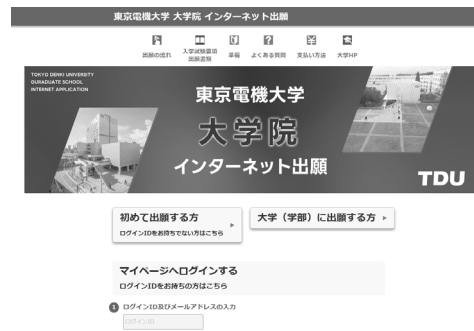 東京電機大学 大学院 インターネット出願
出願の流れ
入学試験要項
出願書類
準備
よくある質問
支払い方法
大学HP
TOKYO DENKI UNIVERSITY
GURADUATE SCHOOL
INTERNET APPLICATION
東京電機大学
大学院
インターネット出願
TDU
初めて出願する方
ログインIDをお持ちでない方はこちら
大学（学部）に出願する方
マイページへログインする
ログインIDをお持ちの方はこちら
1 ログインID及びメールアドレスの入力
ログインID